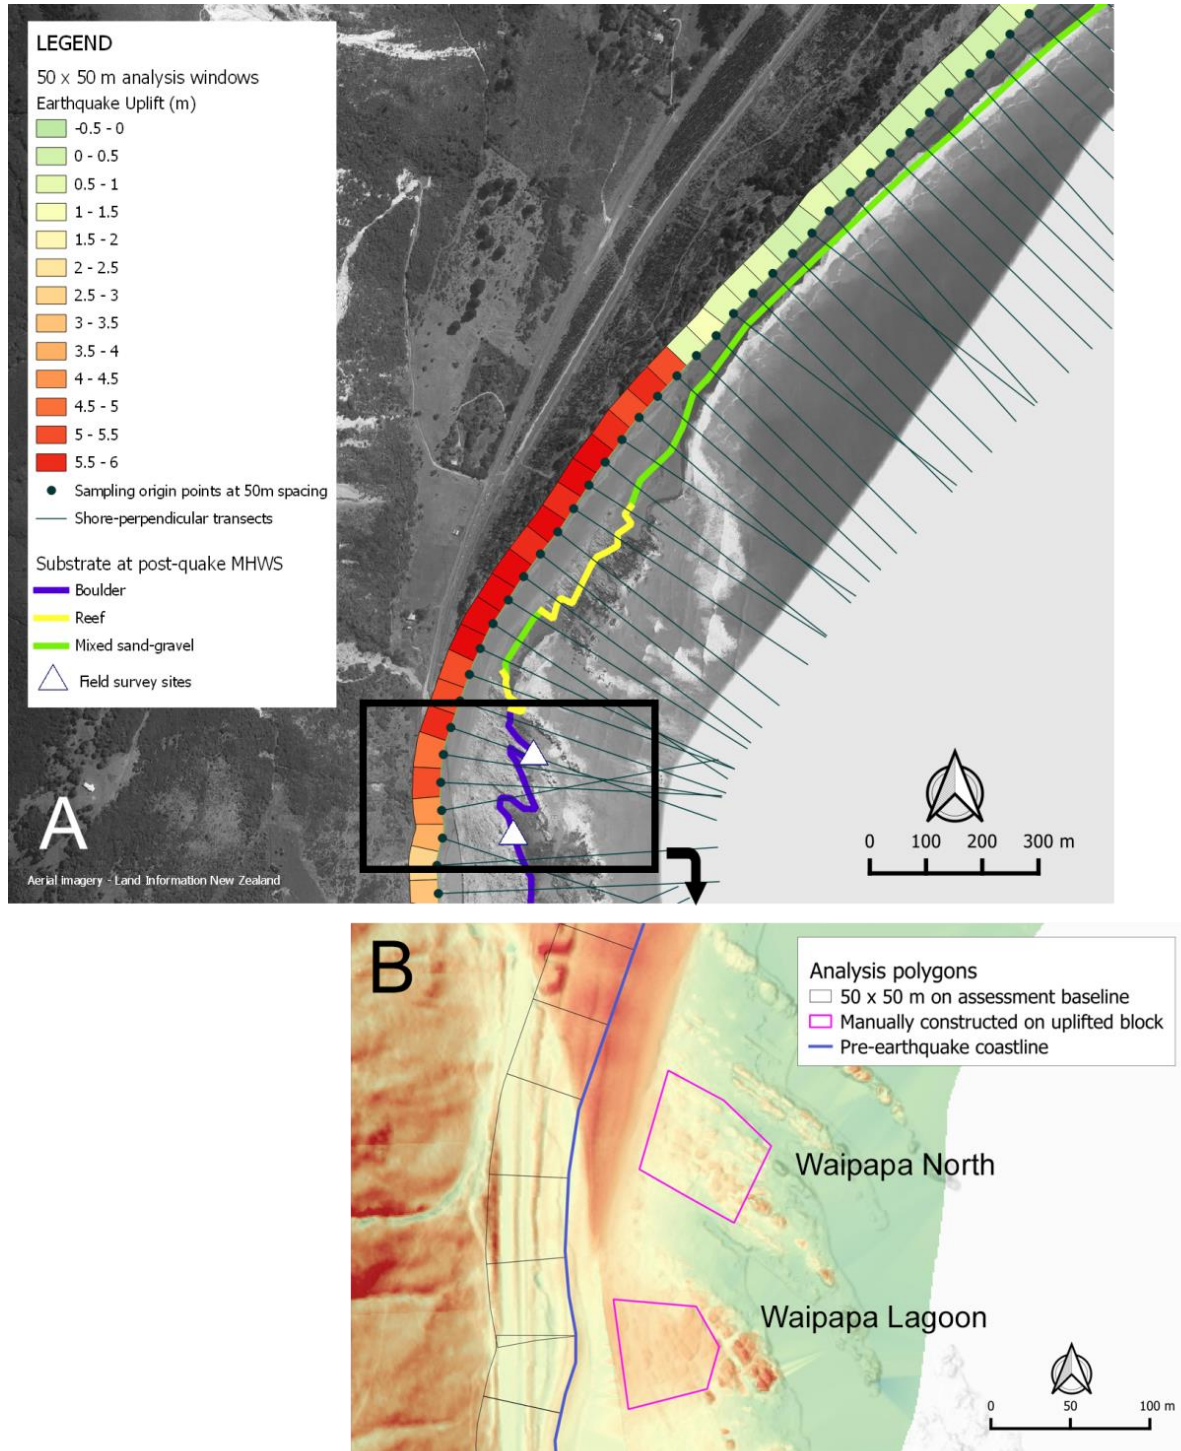 LEGEND
50 x 50 m analysis windows
Earthquake Uplift (m)
-0.5 - 0
0 - 0.5
0.5 - 1
1 - 1.5
1.5 - 2
2 - 2.5
2.5 - 3
3 - 3.5
3.5 - 4
4 - 4.5
4.5 - 5
5 - 5.5
5.5 - 6
Sampling origin points at 50m spacing
Shore-perpendicular transects
Substrate at post-quake MHWS
Boulder
Reef
Mixed sand-gravel
Field survey sites
A
Aerial imagery - Land Information New Zealand
0 100 200 300 m
B
Analysis polygons
50 x 50 m on assessment baseline
Manually constructed on uplifted block
Pre-earthquake coastline
Waipapa North
Waipapa Lagoon
0 50 100 m